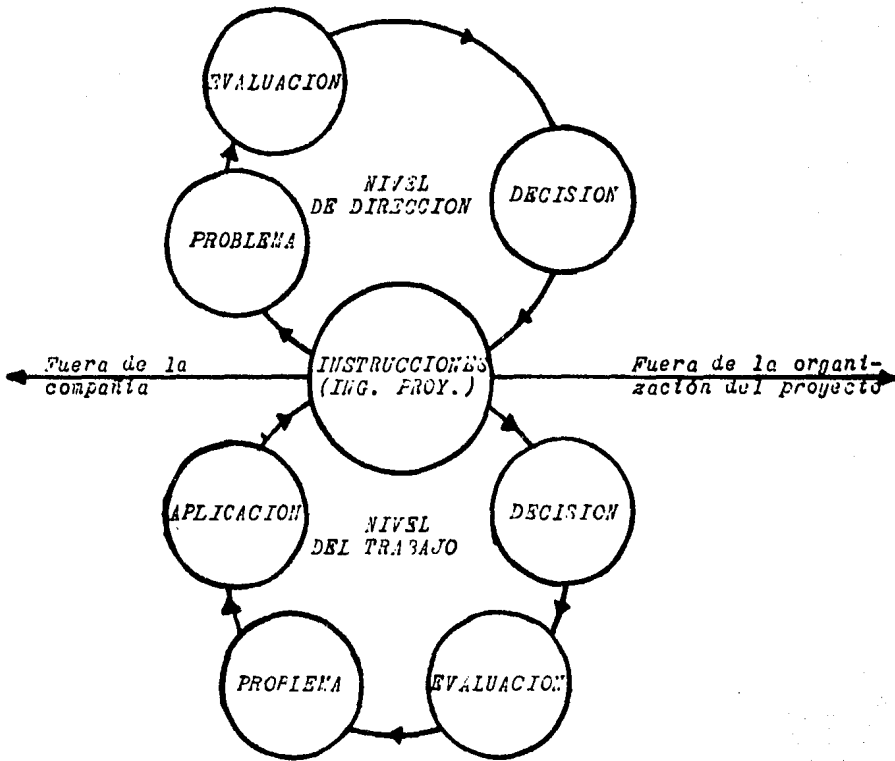 EVALUACION
NIVEL
DE DIRECCION
DECISION
PROBLEMA
Fuera de la
compañía
INSTRUCCIONES
(ING. PROY.)
Fuera de la organi-
zación del proyecto
APLICACION
NIVEL
DEL TRABAJO
DECISION
PROBLEMA
EVALUACION